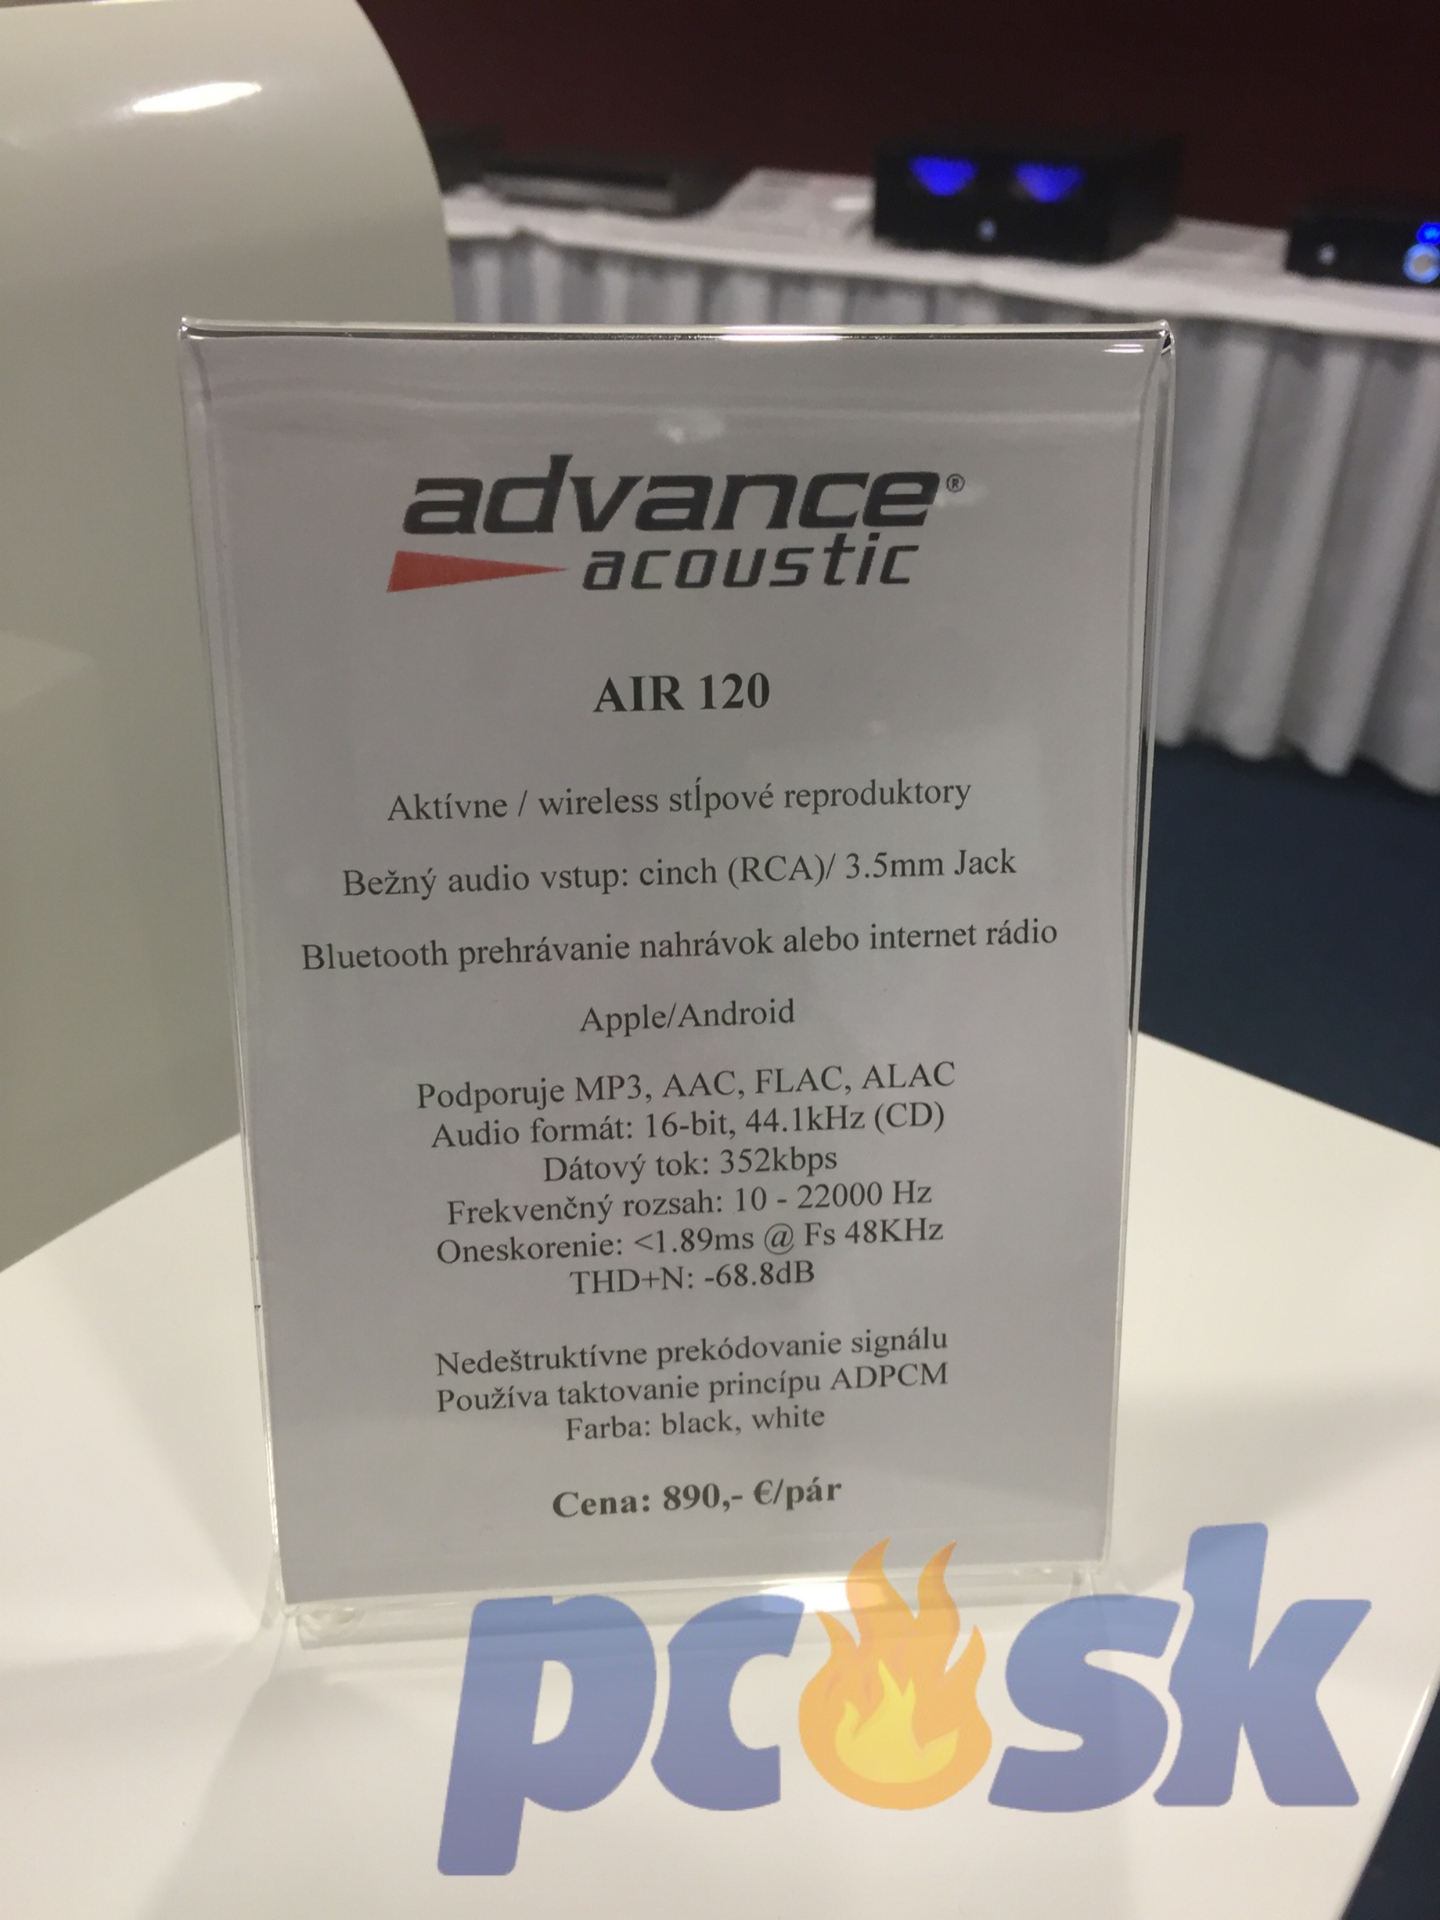 advance®
acoustic
AIR 120
Aktívne / wireless stĺpové reproduktory
Bežný audio vstup: cinch (RCA)/ 3.5mm Jack
Bluetooth prehrávanie nahrávok alebo internet rádio
Apple/Android
Podporuje MP3, AAC, FLAC, ALAC
Audio formát: 16-bit, 44.1kHz (CD)
Dátový tok: 352kbps
Frekvenčný rozsah: 10 - 22000 Hz
Oneskorenie: <1.89ms @ Fs 48KHz
THD+N: -68.8dB
Nedeštruktívne prekódovanie signálu
Používa taktovanie princípu ADPCM
Farba: black, white
Cena: 890,- €/pár
pc sk